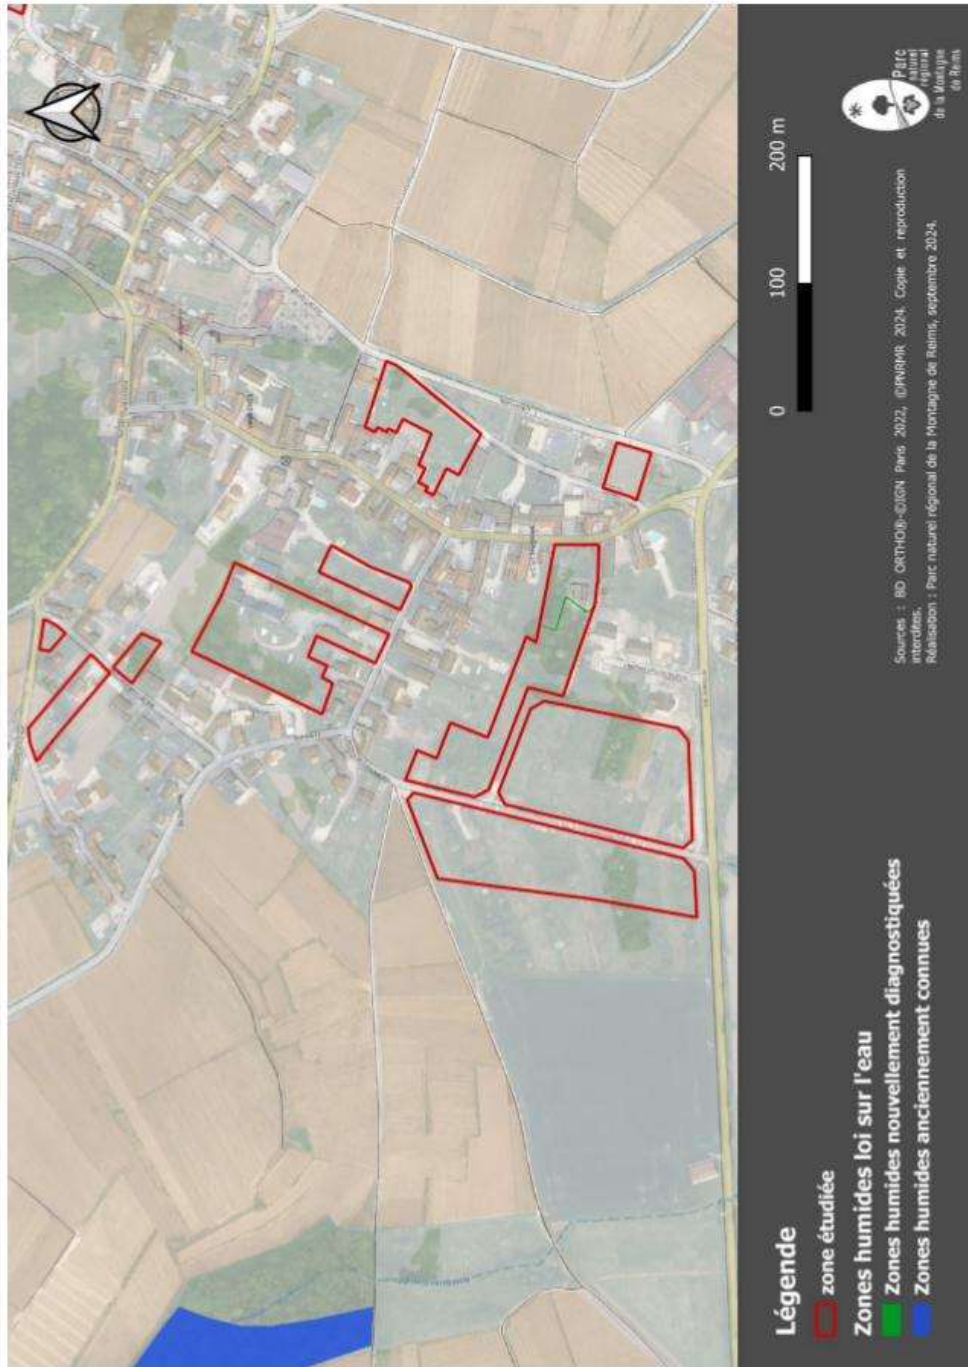 Légende
zone étudiée
Zones humides loi sur l'eau
Zones humides nouvellement diagnostiquées
Zones humides anciennement connues
0 100 200 m
Sources : BD ORTHO®-©IGN Paris 2022, ©PNRMR 2024. Copie et reproduction
interdites.
Réalisation : Parc naturel régional de la Montagne de Reims, septembre 2024.
Parc
naturel
régional
de la Montagne
de Reims